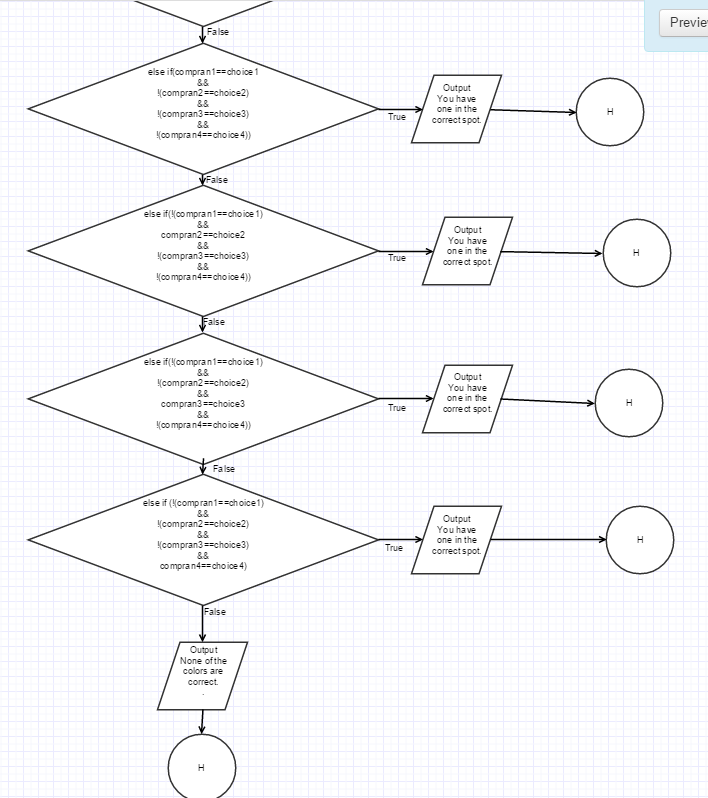 Preview
False
else if(compran1==choice1
&&
!(compran2==choice2)
&&
!(compran3==choice3)
&&
!(compran4==choice4))
True
Output
You have
one in the
correct spot.
H
False
else if(!(compran1==choice1)
&&
compran2==choice2
&&
!(compran3==choice3)
&&
!(compran4==choice4))
True
Output
You have
one in the
correct spot.
H
False
else if(!(compran1==choice1)
&&
!(compran2==choice2)
&&
compran3==choice3
&&
!(compran4==choice4))
True
Output
You have
one in the
correct spot.
H
False
else if (!(compran1==choice1)
&&
!(compran2==choice2)
&&
!(compran3==choice3)
&&
compran4==choice4)
True
Output
You have
one in the
correct spot.
H
False
Output
None of the
colors are
correct.
.
H